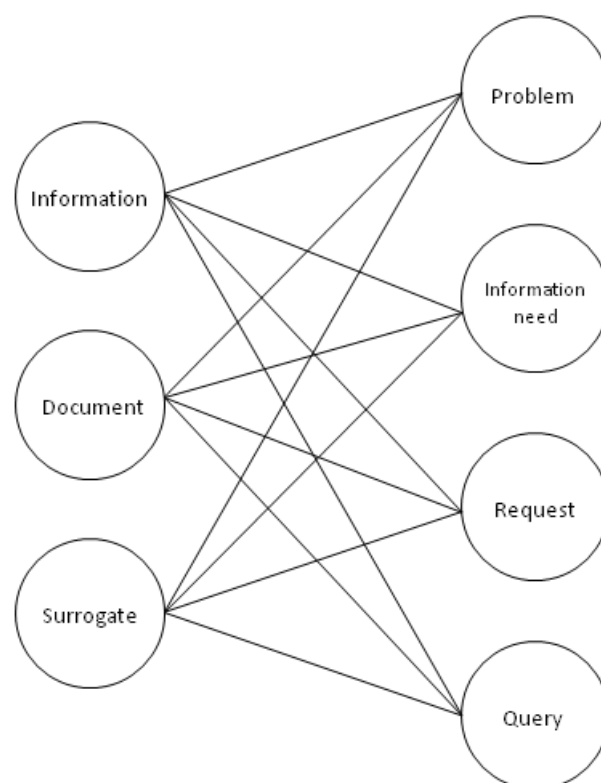 Problem
Information
Information
need
Document
Request
Surrogate
Query